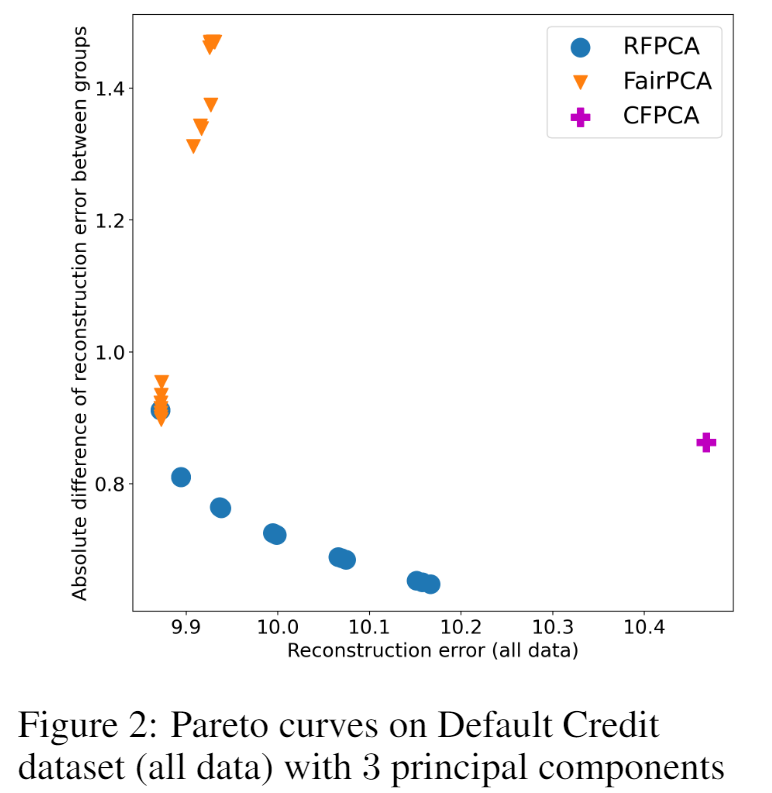 Absolute difference of reconstruction error between groups
1.4
1.2
1.0
0.8
RFPCA
FairPCA
CFPCA
9.9 10.0 10.1 10.2 10.3 10.4
Reconstruction error (all data)
Figure 2: Pareto curves on Default Credit
dataset (all data) with 3 principal components